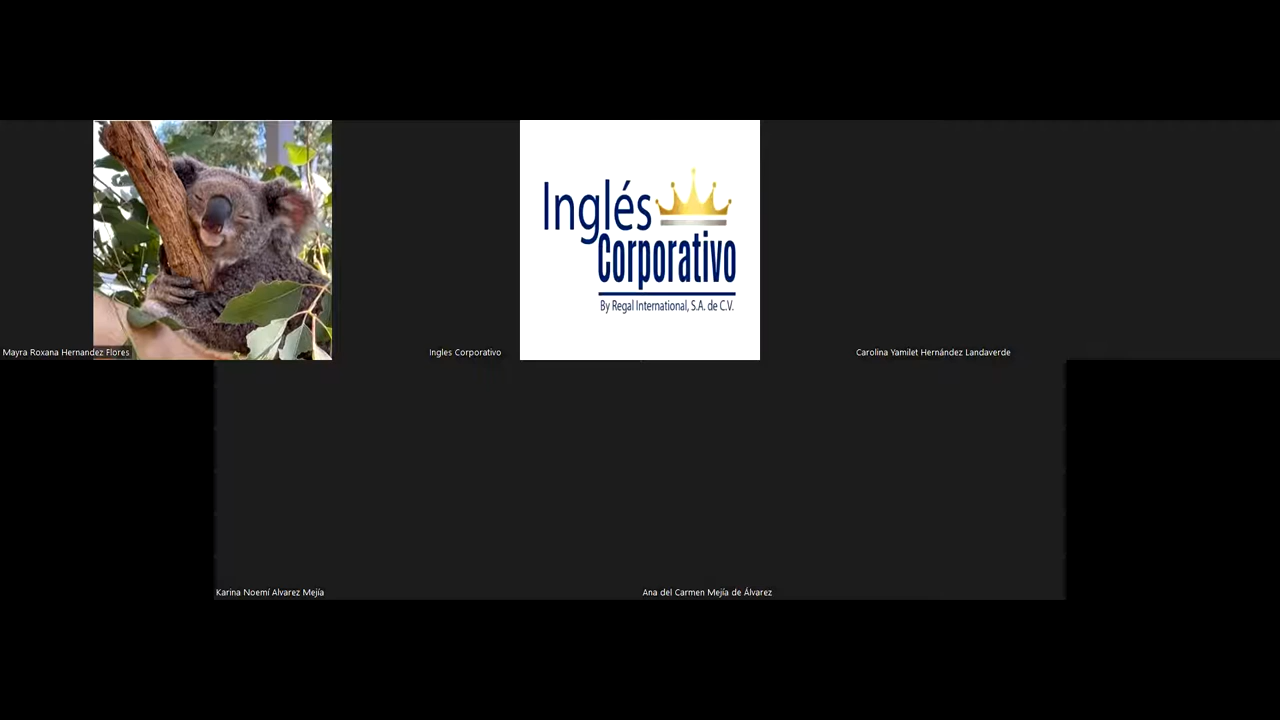 Inglés
Corporativo
By Regal International, S.A. de C.V.
Mayra Roxana Hernandez Flores
Ingles Corporativo
Carolina Yamilet Hernández Landaverde
Karina Noemí Alvarez Mejía
Ana del Carmen Mejía de Álvarez